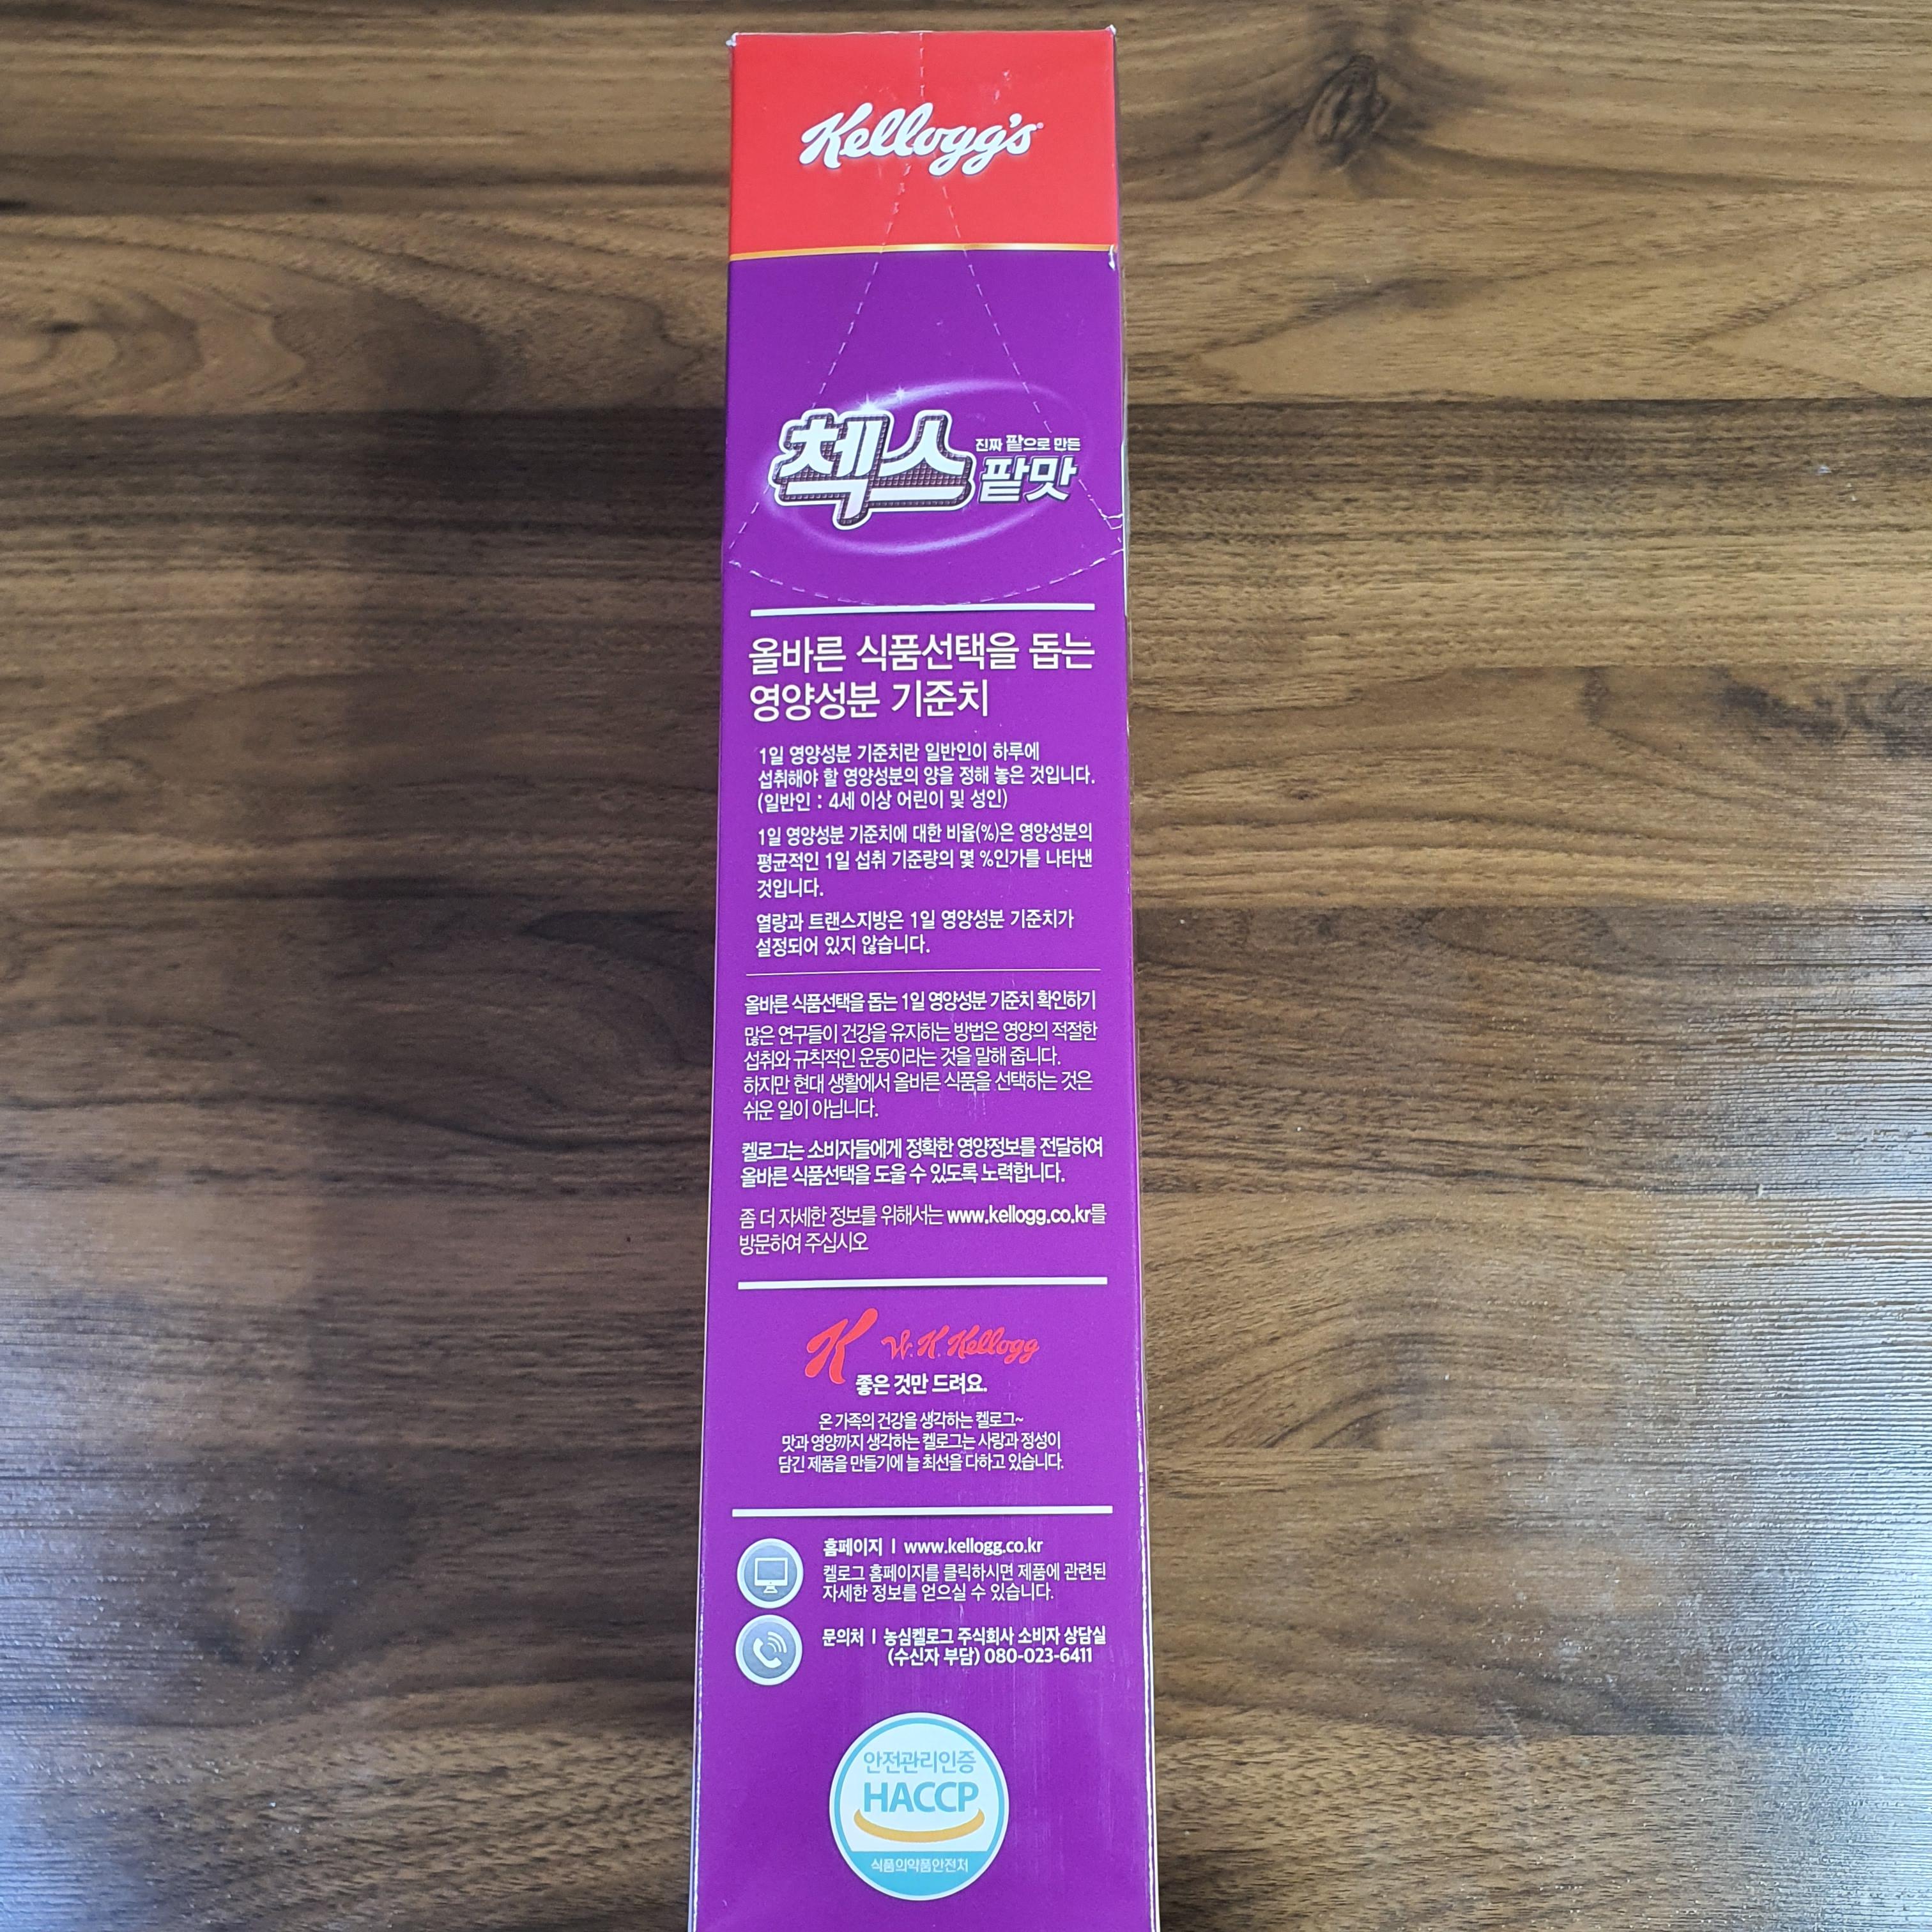 Kellogg's
첵스 진짜 팥으로 만든
팥맛
올바른 식품선택을 돕는
영양성분 기준치
1일 영양성분 기준치란 일반인이 하루에
섭취해야 할 영양성분의 양을 정해 놓은 것입니다.
(일반인 : 4세 이상 어린이 및 성인)
1일 영양성분 기준치에 대한 비율(%)은 영양성분의
평균적인 1일 섭취 기준량의 몇 %인가를 나타낸
것입니다.
열량과 트랜스지방은 1일 영양성분 기준치가
설정되어 있지 않습니다.
올바른 식품선택을 돕는 1일 영양성분 기준치 확인하기
많은 연구들이 건강을 유지하는 방법은 영양의 적절한
섭취와 규칙적인 운동이라는 것을 말해 줍니다.
하지만 현대 생활에서 올바른 식품을 선택하는 것은
쉬운 일이 아닙니다.
켈로그는 소비자들에게 정확한 영양정보를 전달하여
올바른 식품선택을 도울 수 있도록 노력합니다.
좀 더 자세한 정보를 위해서는 www.kellogg.co.kr를
방문하여 주십시오
K W. K. Kellogg
좋은 것만 드려요.
온 가족의 건강을 생각하는 켈로그~
맛과 영양까지 생각하는 켈로그는 사랑과 정성이
담긴 제품을 만들기에 늘 최선을 다하고 있습니다.
홈페이지 | www.kellogg.co.kr
켈로그 홈페이지를 클릭하시면 제품에 관련된
자세한 정보를 얻으실 수 있습니다.
문의처 | 농심켈로그 주식회사 소비자 상담실
(수신자 부담) 080-023-6411
안전관리인증
HACCP
식품의약품안전처